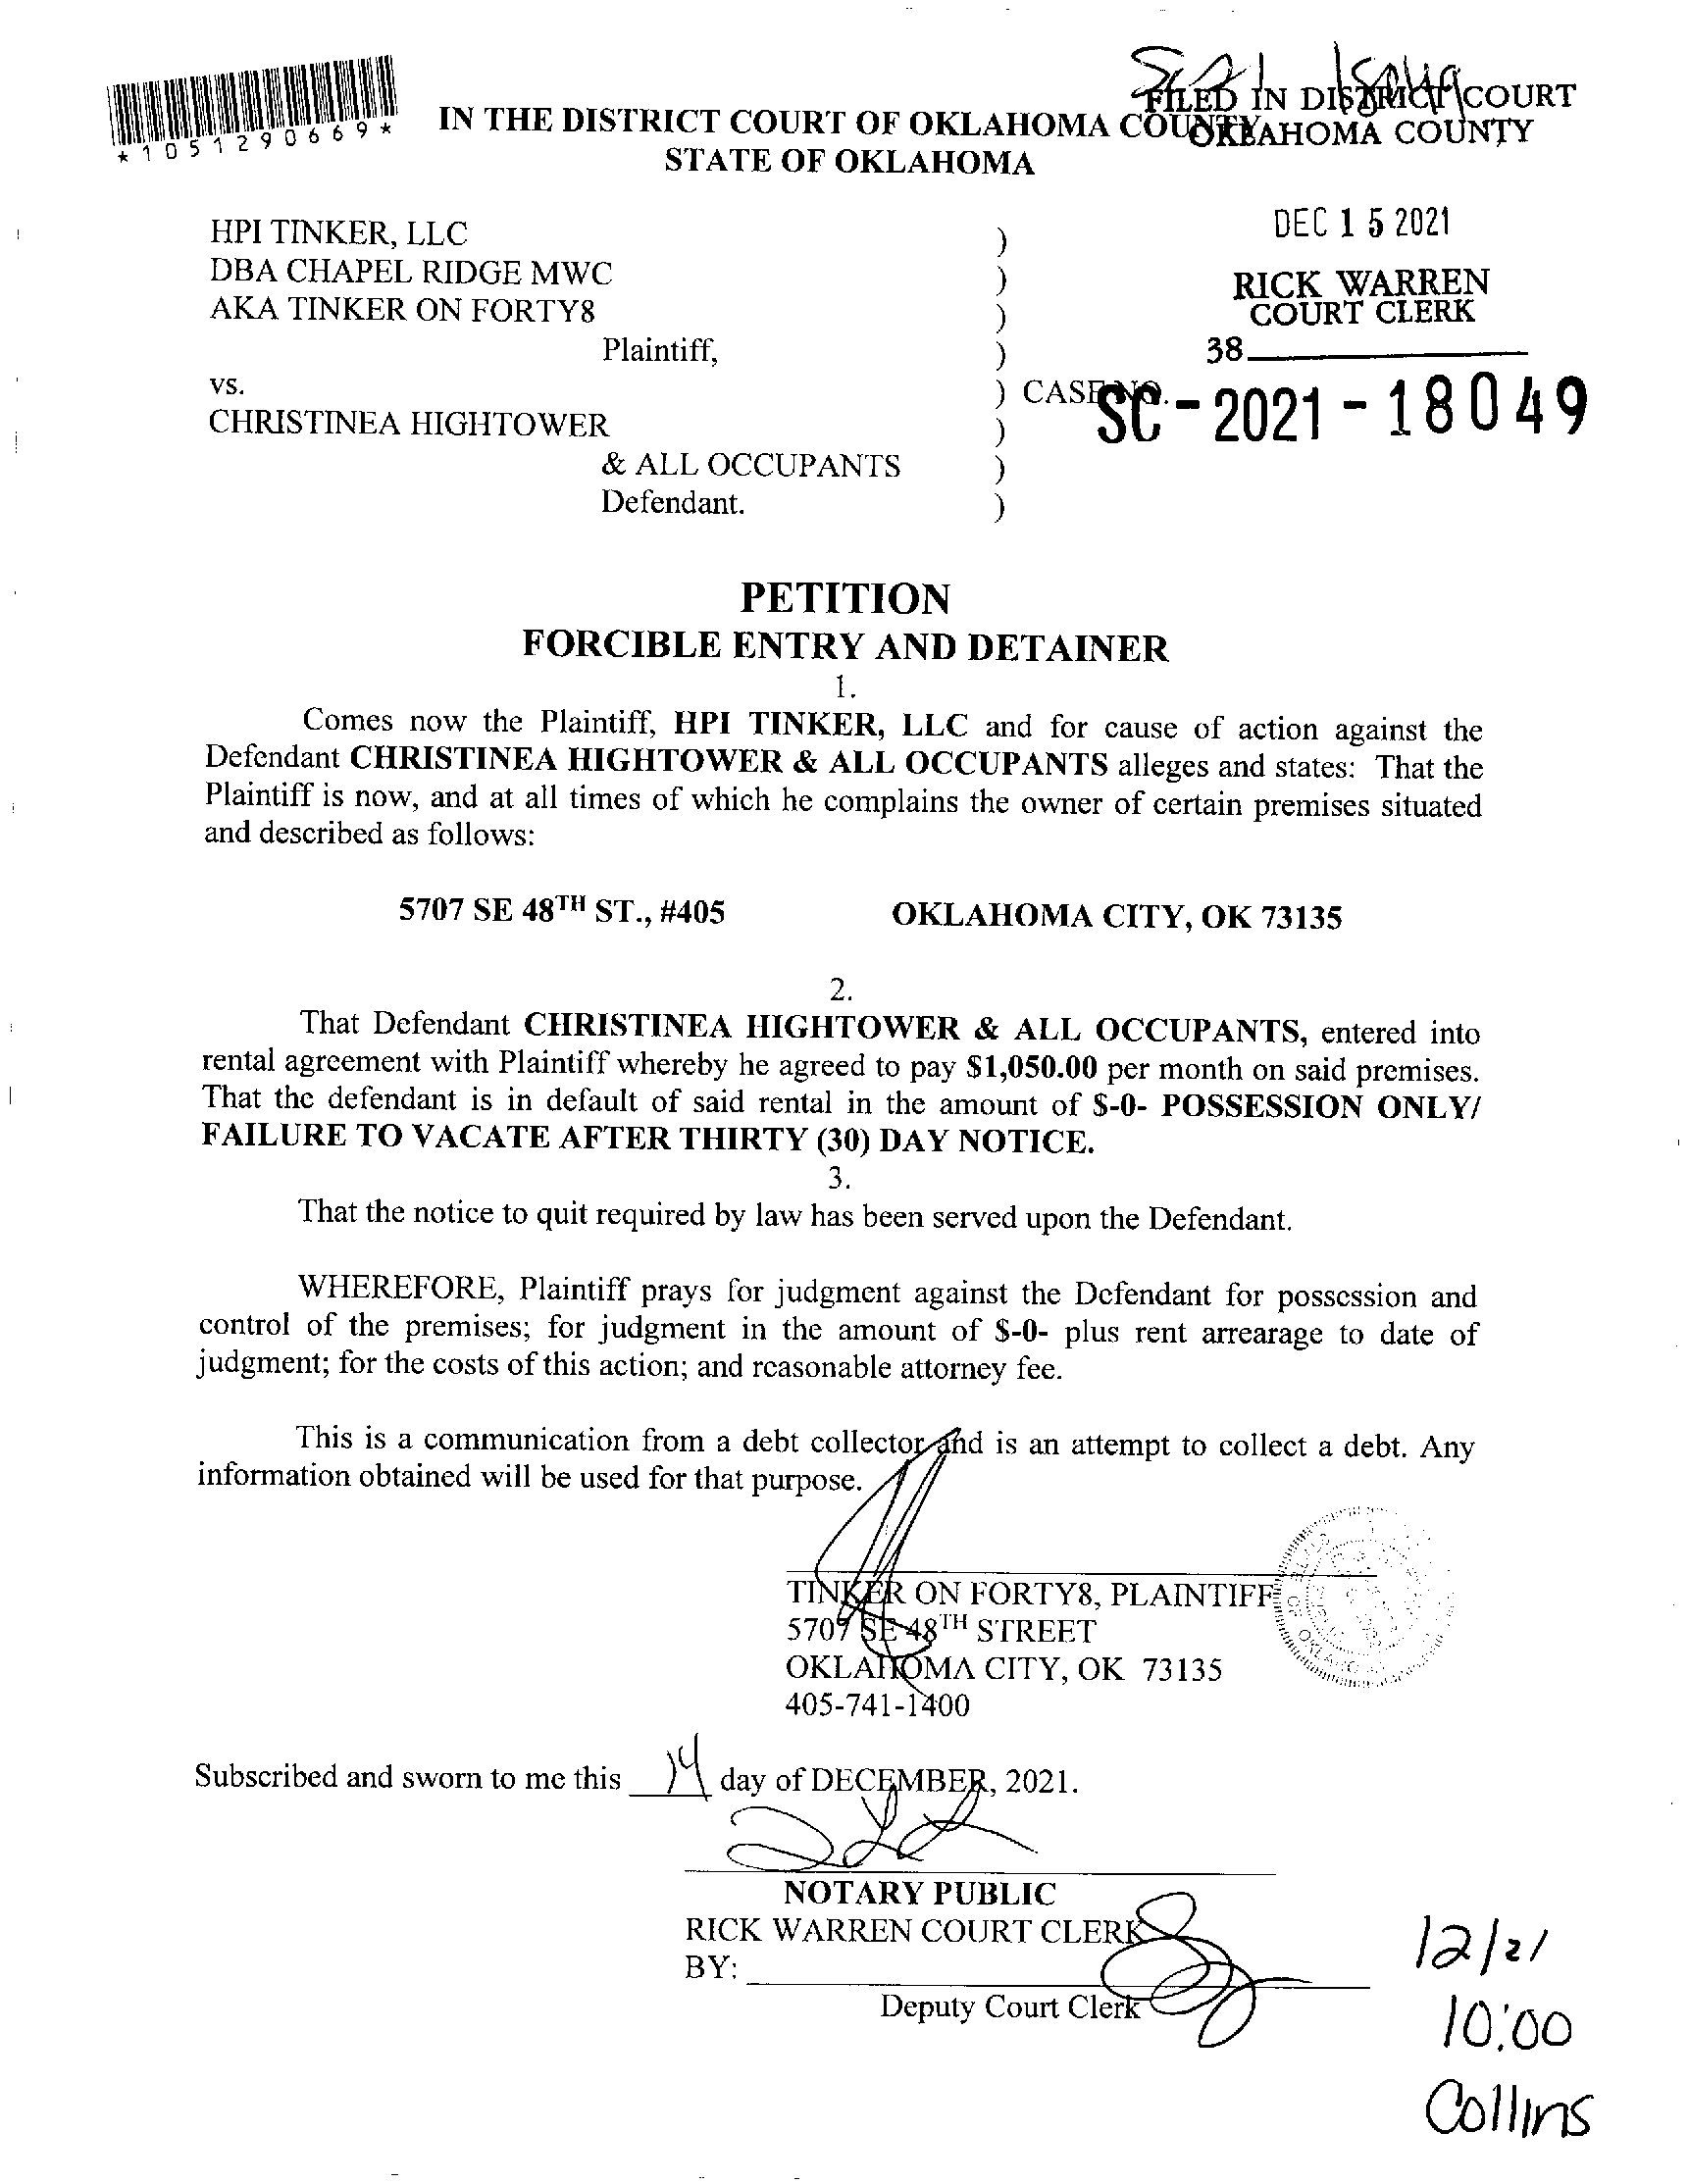 *1051290669*
IN THE DISTRICT COURT OF OKLAHOMA COUNTY
STATE OF OKLAHOMA
FILED IN DISTRICT COURT
OKLAHOMA COUNTY
DEC 15 2021
RICK WARREN
COURT CLERK
38
HPI TINKER, LLC )
DBA CHAPEL RIDGE MWC )
AKA TINKER ON FORTY8 )
Plaintiff, )
vs. ) CASE NO. SC-2021-18049
CHRISTINEA HIGHTOWER )
& ALL OCCUPANTS )
Defendant. )
PETITION
FORCIBLE ENTRY AND DETAINER
1.
Comes now the Plaintiff, HPI TINKER, LLC and for cause of action against the
Defendant CHRISTINEA HIGHTOWER & ALL OCCUPANTS alleges and states: That the
Plaintiff is now, and at all times of which he complains the owner of certain premises situated
and described as follows:
5707 SE 48TH ST., #405 OKLAHOMA CITY, OK 73135
2.
That Defendant CHRISTINEA HIGHTOWER & ALL OCCUPANTS, entered into
rental agreement with Plaintiff whereby he agreed to pay $1,050.00 per month on said premises.
That the defendant is in default of said rental in the amount of $-0- POSSESSION ONLY/
FAILURE TO VACATE AFTER THIRTY (30) DAY NOTICE.
3.
That the notice to quit required by law has been served upon the Defendant.
WHEREFORE, Plaintiff prays for judgment against the Defendant for possession and
control of the premises; for judgment in the amount of $-0- plus rent arrearage to date of
judgment; for the costs of this action; and reasonable attorney fee.
This is a communication from a debt collector and is an attempt to collect a debt. Any
information obtained will be used for that purpose.
TINKER ON FORTY8, PLAINTIFF
5707 SE 48TH STREET
OKLAHOMA CITY, OK 73135
405-741-1400
Subscribed and sworn to me this 14 day of DECEMBER, 2021.
NOTARY PUBLIC
RICK WARREN COURT CLERK
BY:
Deputy Court Clerk
12/21
10:00
Collins